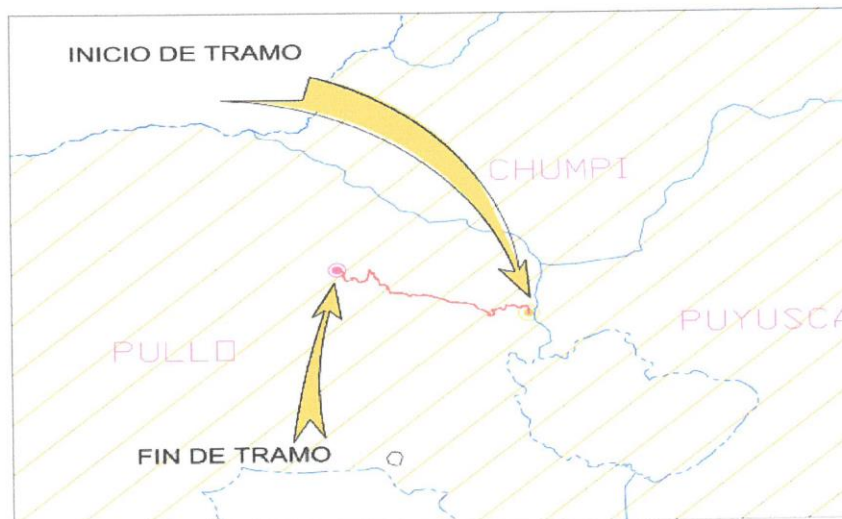 INICIO DE TRAMO
CHUMPI
PUYUSCA
PULLO
FIN DE TRAMO